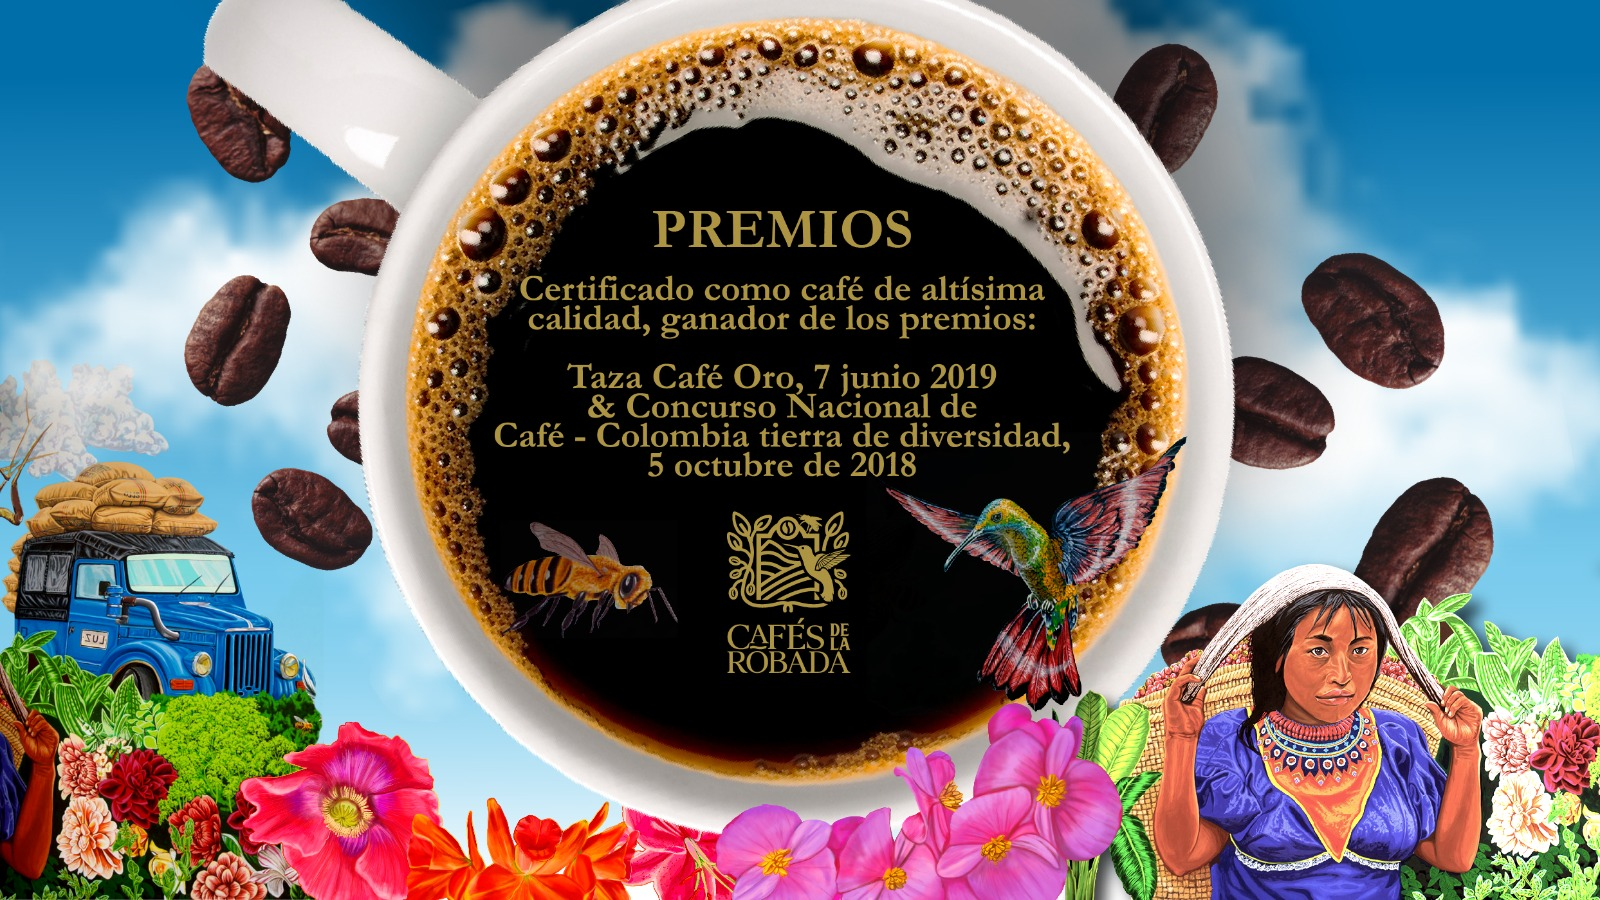 PREMIOS
Certificado como café de altísima
calidad, ganador de los premios:
Taza Café Oro, 7 junio 2019
& Concurso Nacional de
Café - Colombia tierra de diversidad,
5 octubre de 2018
CAFÉS DE LA
ROBADA
LUZ